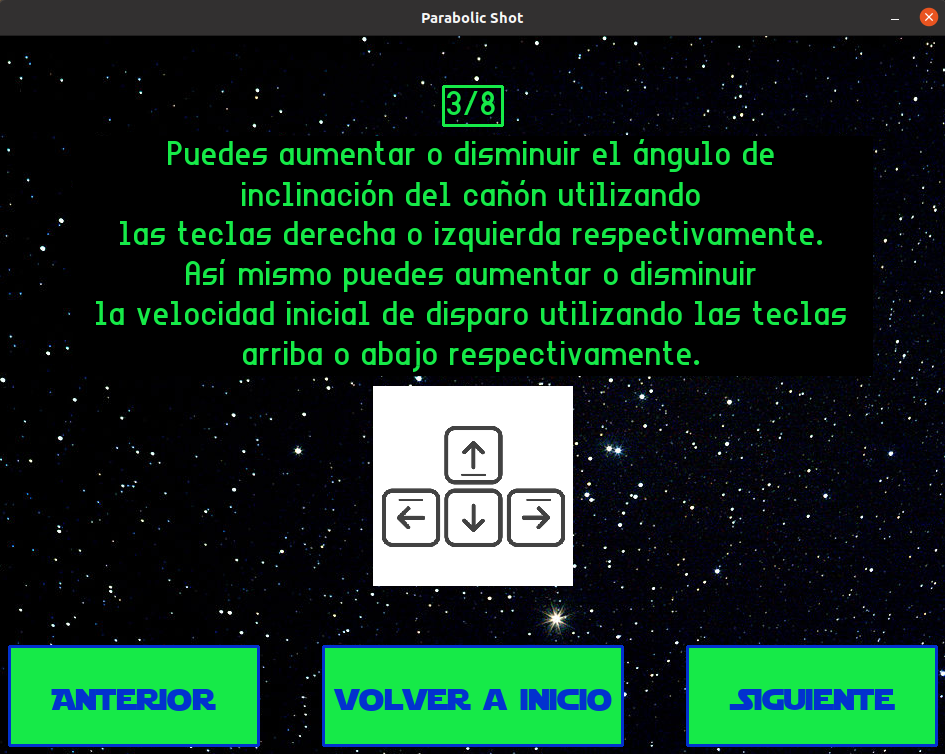 Parabolic Shot
3/8
Puedes aumentar o disminuir el ángulo de
inclinación del cañón utilizando
las teclas derecha o izquierda respectivamente.
Así mismo puedes aumentar o disminuir
la velocidad inicial de disparo utilizando las teclas
arriba o abajo respectivamente.
ANTERIOR
VOLVER A INICIO
SIGUIENTE